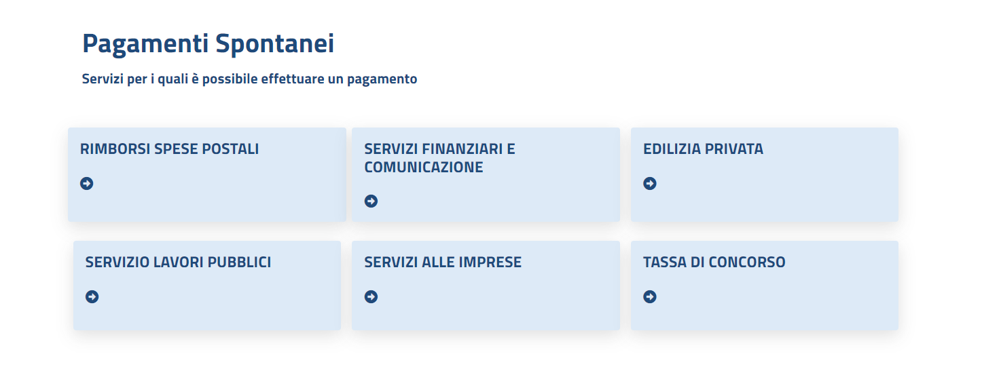 Pagamenti Spontanei
Servizi per i quali è possibile effettuare un pagamento
RIMBORSI SPESE POSTALI
SERVIZI FINANZIARI E
COMUNICAZIONE
EDILIZIA PRIVATA
SERVIZIO LAVORI PUBBLICI
SERVIZI ALLE IMPRESE
TASSA DI CONCORSO